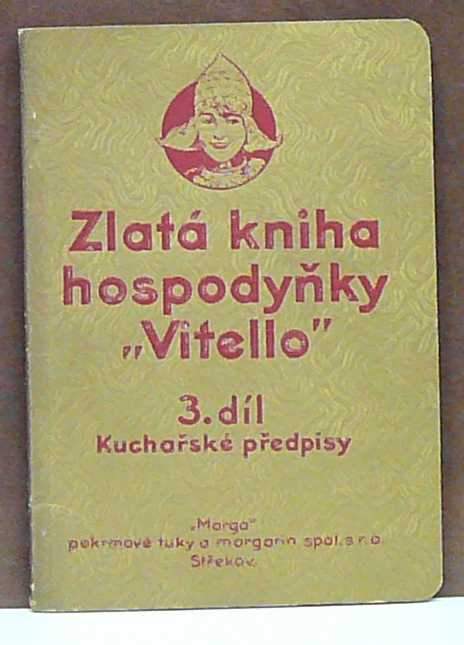 Zlatá kniha
hospodyňky
„Vitello"
3. díl
Kuchařské předpisy
„Marga"
pokrmové tuky a margarin spol. s r. o.
Střekov